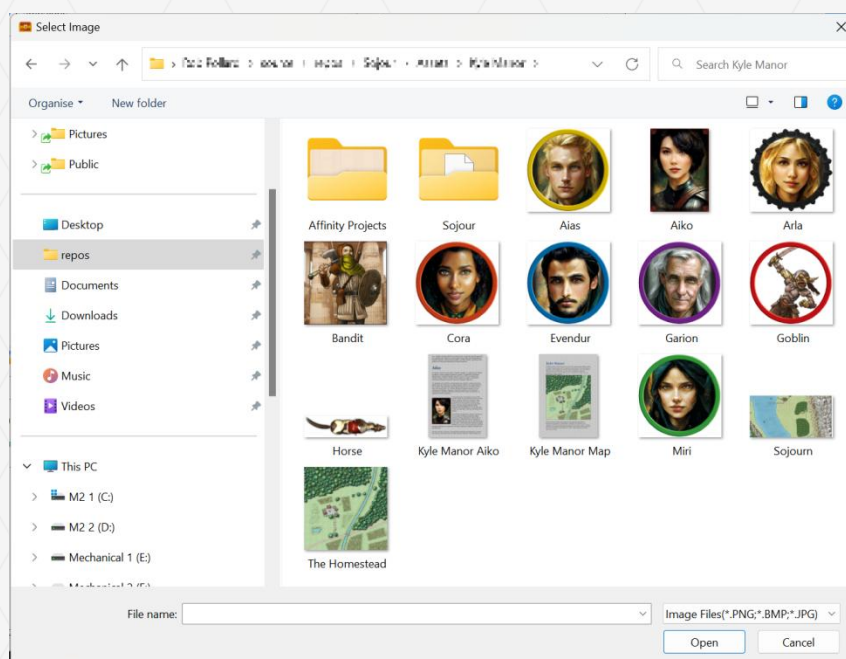 Select Image
Kyle Manor
Search Kyle Manor
Organise
New folder
Pictures
Public
Desktop
repos
Documents
Downloads
Pictures
Music
Videos
This PC
M2 1 (C:)
M2 2 (D:)
Mechanical 1 (E:)
Affinity Projects
Sojour
Aias
Aiko
Arla
Bandit
Cora
Evendur
Garion
Goblin
Horse
Kyle Manor Aiko
Kyle Manor Map
Miri
Sojourn
The Homestead
File name:
Image Files(*.PNG;*.BMP;*.JPG)
Open
Cancel